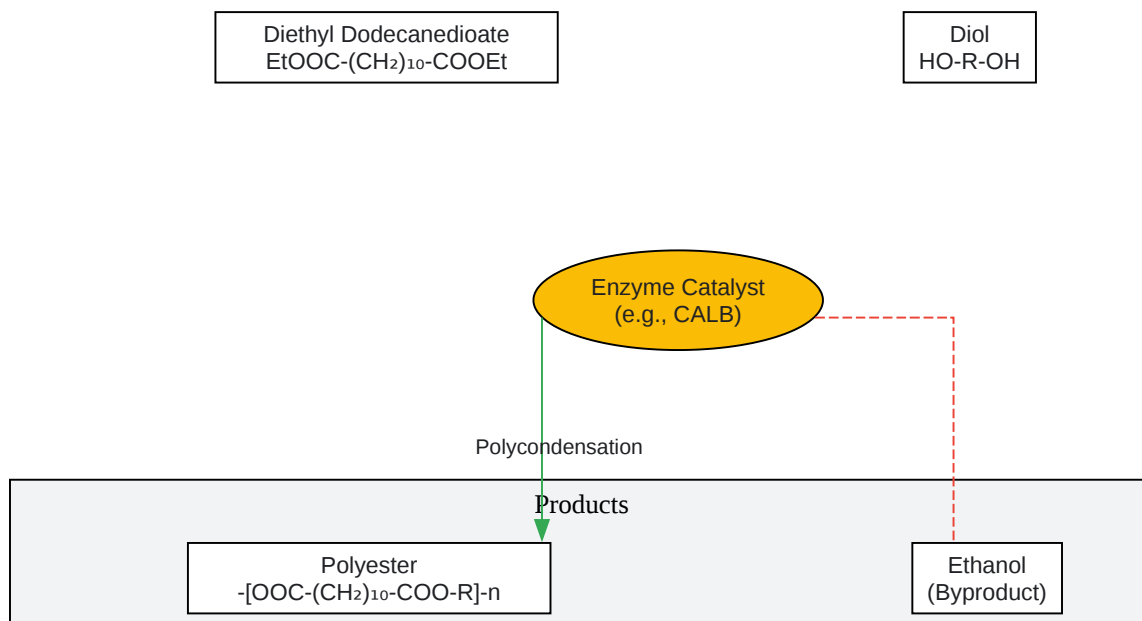 Diethyl Dodecanedioate
EtOOC-(CH₂)₁₀-COOEt
Diol
HO-R-OH
Enzyme Catalyst
(e.g., CALB)
Polycondensation
Products
Polyester
-[OOC-(CH₂)₁₀-COO-R]-n
Ethanol
(Byproduct)